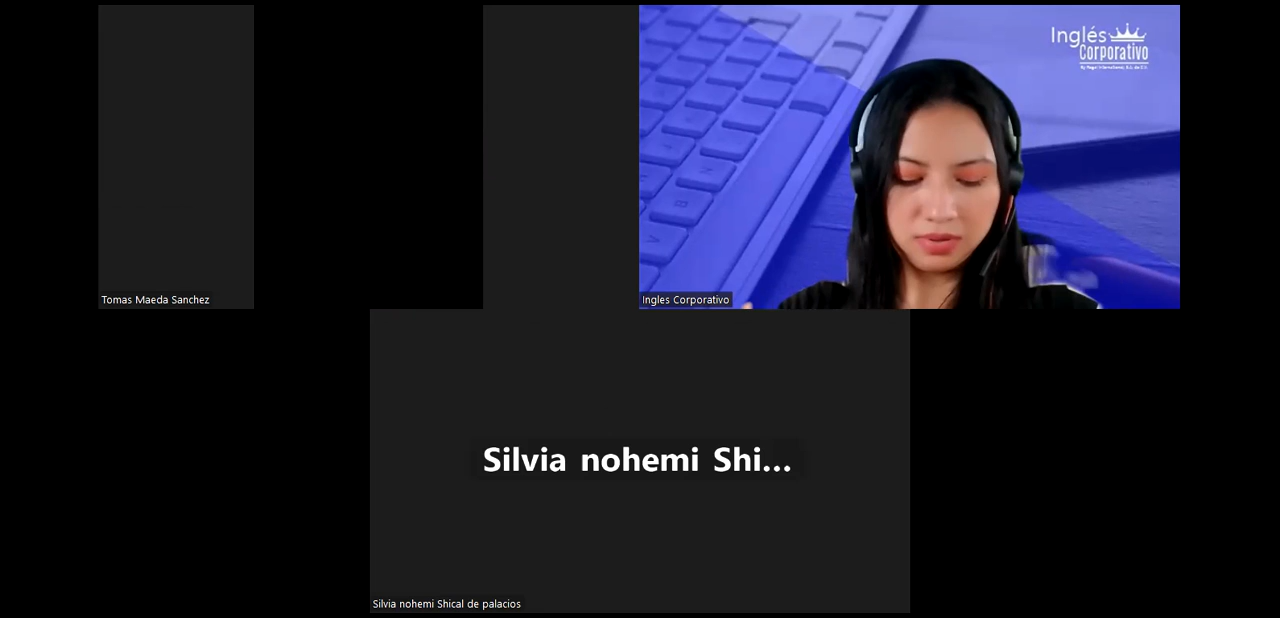 Inglés
Corporativo
Tomas Maeda Sanchez
Ingles Corporativo
Silvia nohemi Shi...
Silvia nohemi Shical de palacios